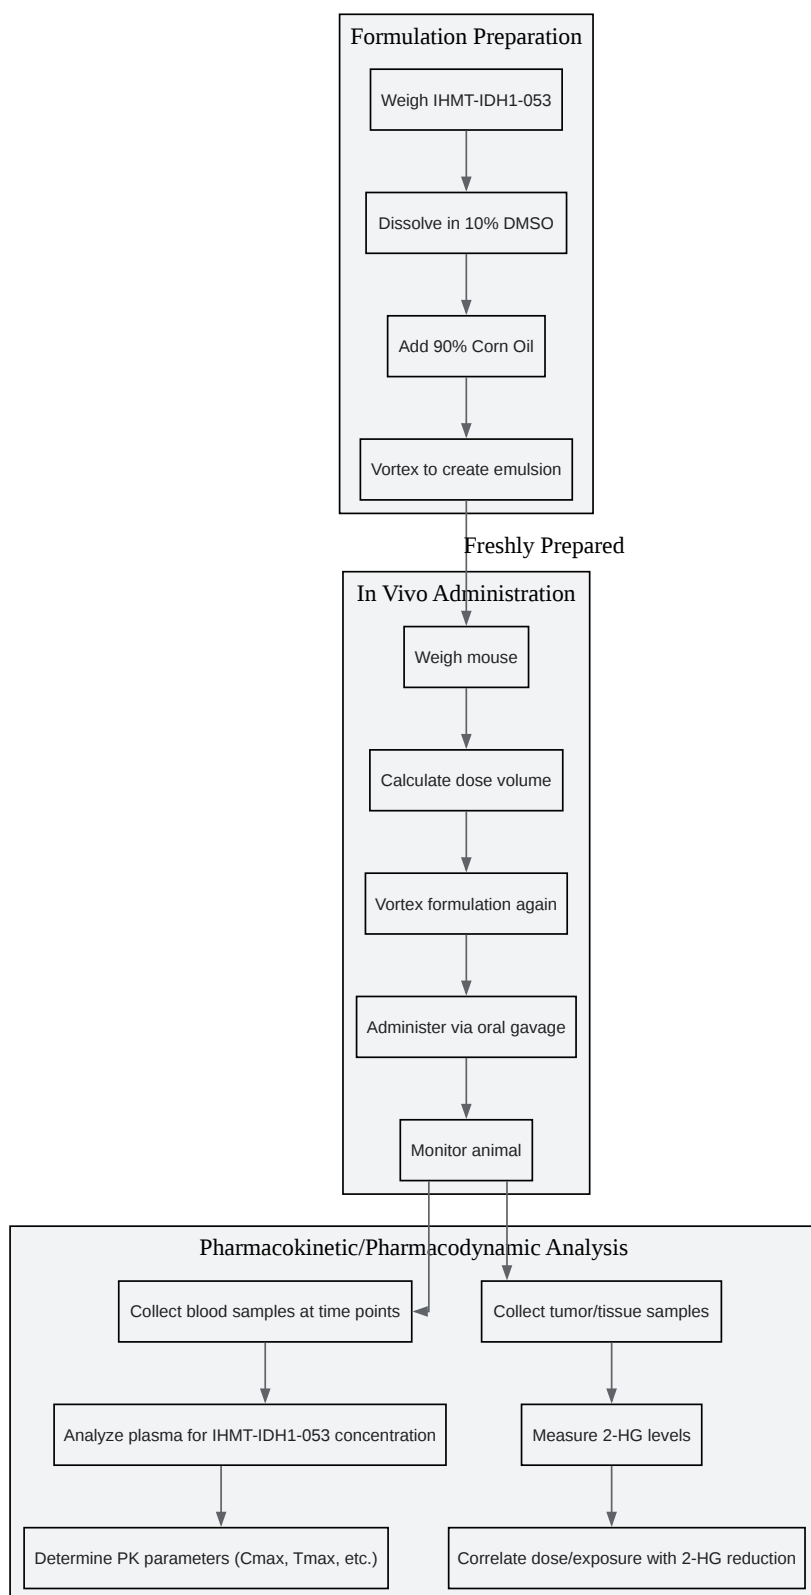 Formulation Preparation
Weigh IHMT-IDH1-053
Dissolve in 10% DMSO
Add 90% Corn Oil
Vortex to create emulsion
Freshly Prepared
In Vivo Administration
Weigh mouse
Calculate dose volume
Vortex formulation again
Administer via oral gavage
Monitor animal
Pharmacokinetic/Pharmacodynamic Analysis
Collect blood samples at time points
Collect tumor/tissue samples
Analyze plasma for IHMT-IDH1-053 concentration
Measure 2-HG levels
Determine PK parameters (Cmax, Tmax, etc.)
Correlate dose/exposure with 2-HG reduction